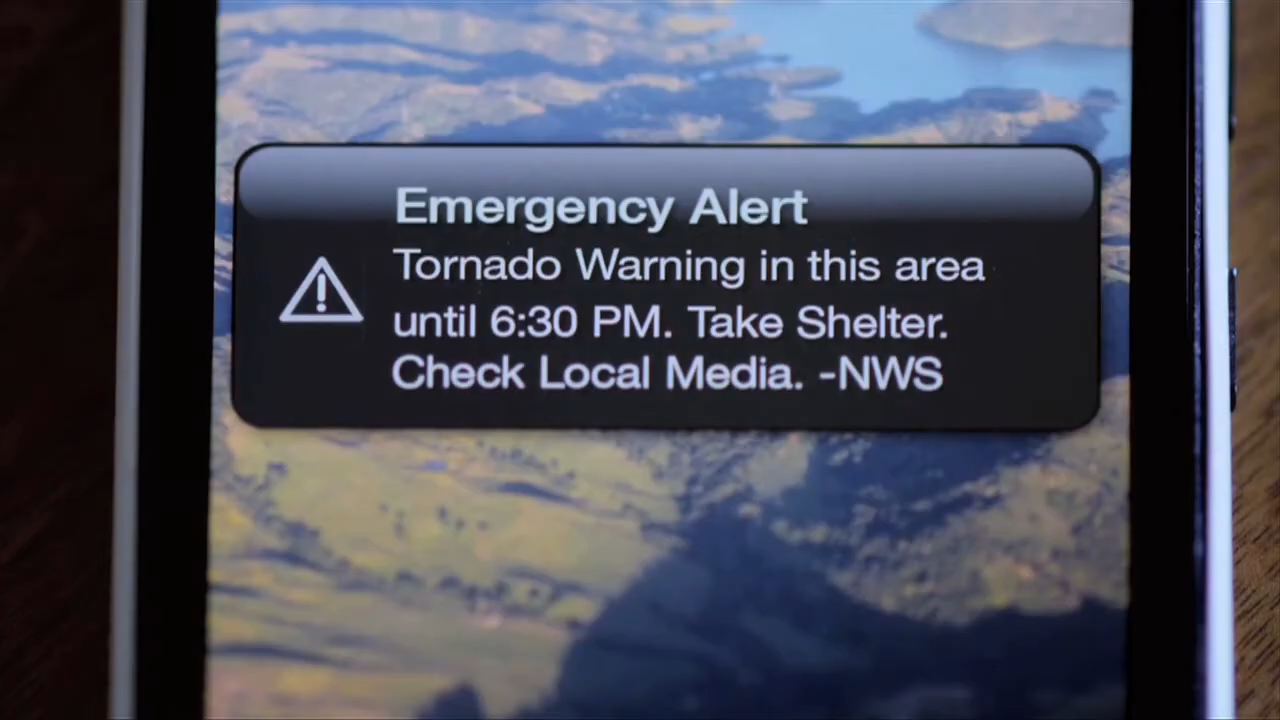 Emergency Alert
Tornado Warning in this area
until 6:30 PM. Take Shelter.
Check Local Media. -NWS